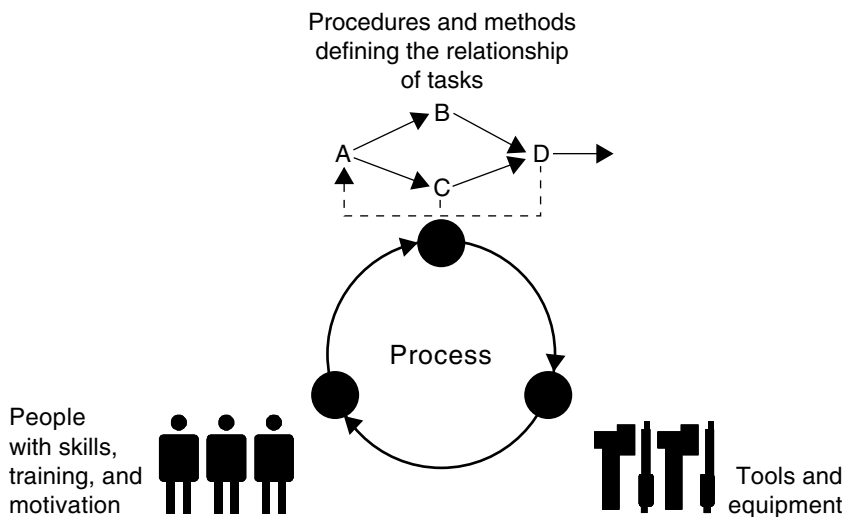 Procedures and methods
defining the relationship
of tasks
B
A
D
C
Process
People
with skills,
training, and
motivation
Tools and
equipment